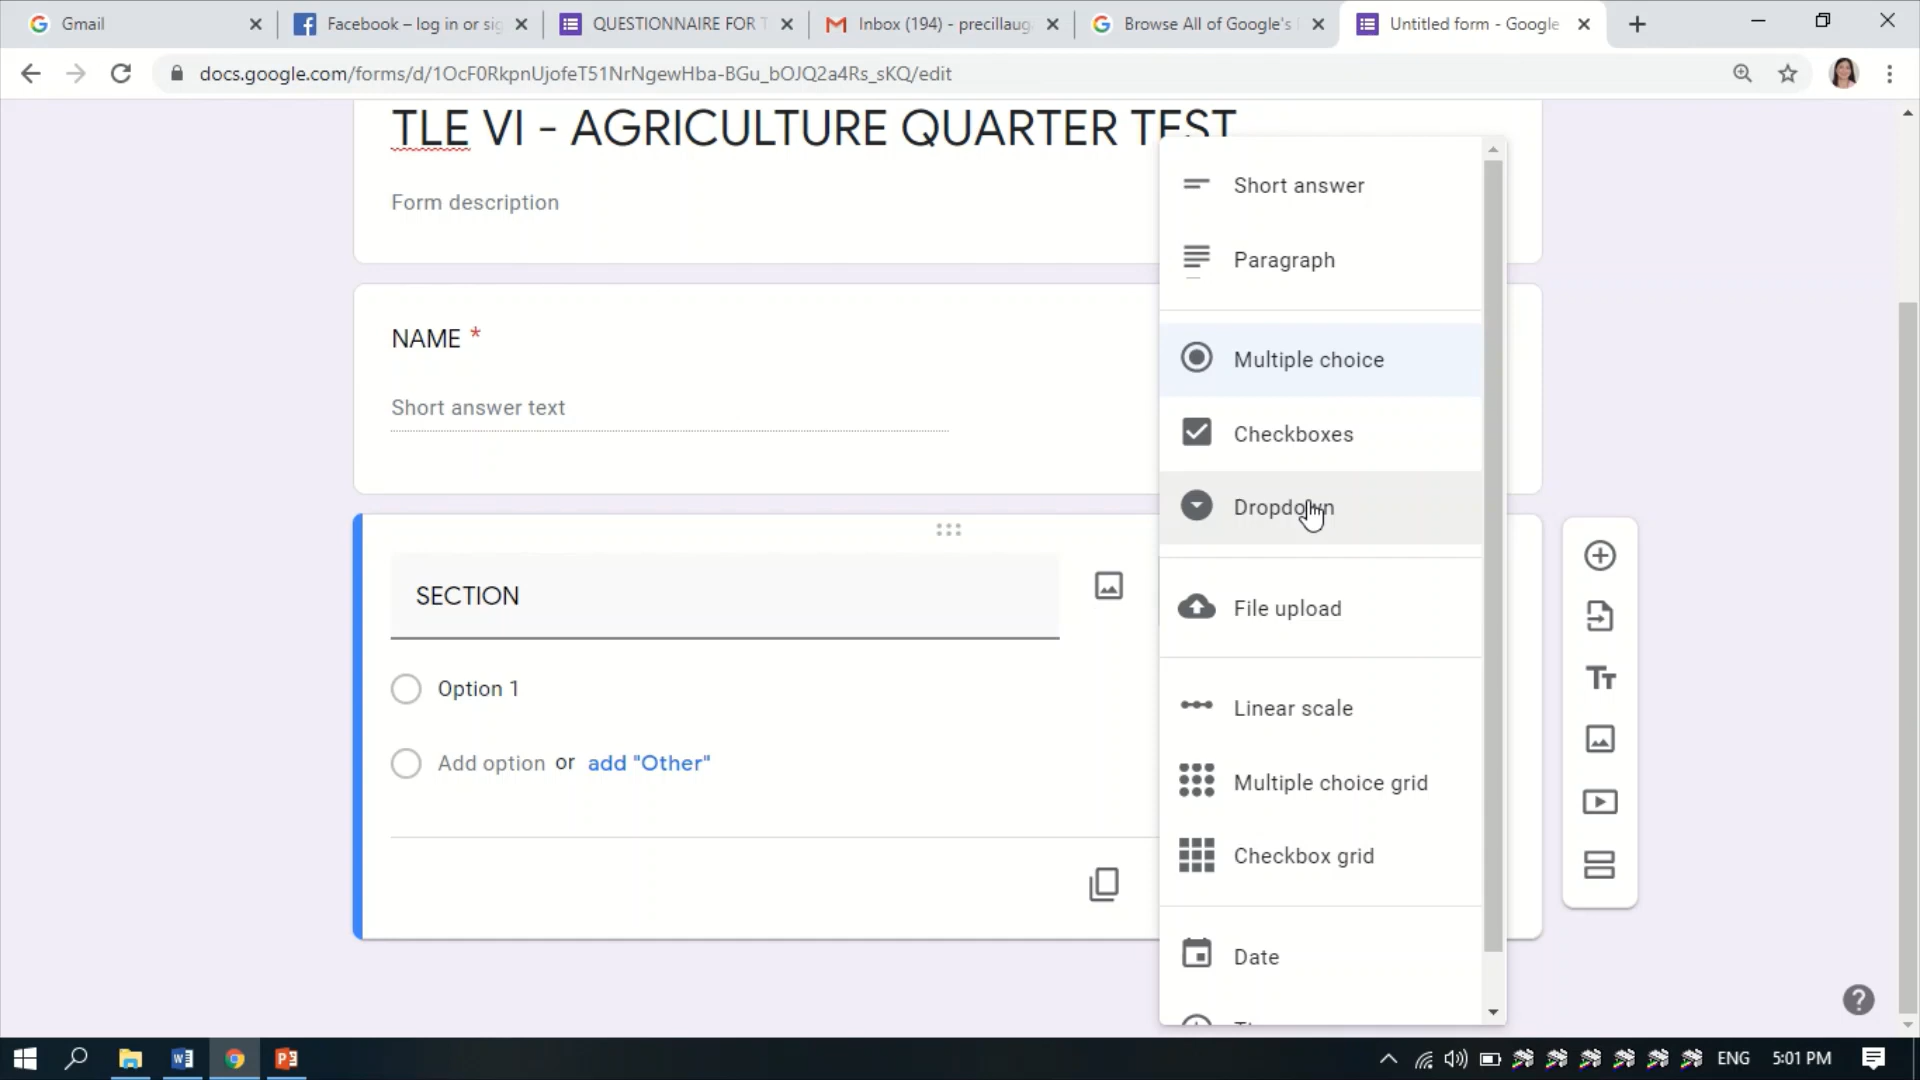 Gmail
Facebook – log in or sig
QUESTIONNAIRE FOR T
Inbox (194) - precillaug
Browse All of Google's
Untitled form - Google
docs.google.com/forms/d/1OcF0RkpnUjofeT51NrNgewHba-BGu_bOJQ2a4Rs_sKQ/edit
TLE VI - AGRICULTURE QUARTER TEST
Form description
NAME *
Short answer text
SECTION
Option 1
Add option or add "Other"
Short answer
Paragraph
Multiple choice
Checkboxes
Dropdown
File upload
Linear scale
Multiple choice grid
Checkbox grid
Date
ENG
5:01 PM